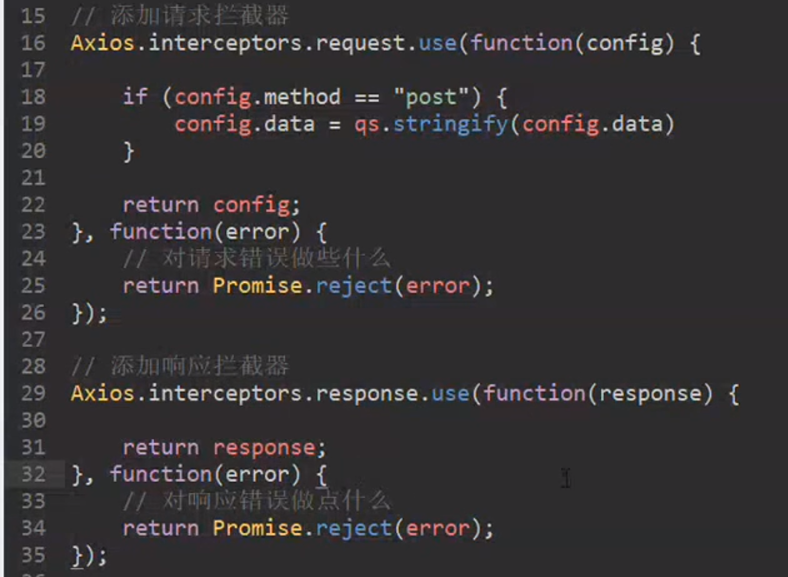 15 // 添加请求拦截器
16 Axios.interceptors.request.use(function(config) {
17
18     if (config.method == "post") {
19         config.data = qs.stringify(config.data)
20     }
21
22     return config;
23 }, function(error) {
24     // 对请求错误做些什么
25     return Promise.reject(error);
26 });
27
28 // 添加响应拦截器
29 Axios.interceptors.response.use(function(response) {
30
31     return response;
32 }, function(error) {
33     // 对响应错误做点什么
34     return Promise.reject(error);
35 });